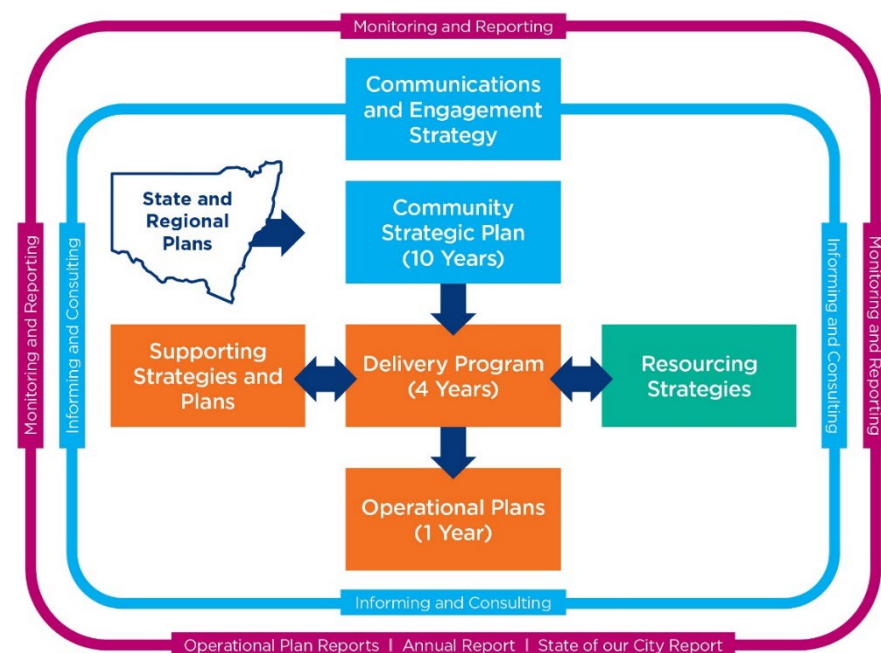 Monitoring and Reporting
Communications
and Engagement
Strategy
State and
Regional
Plans
Community
Strategic Plan
(10 Years)
Monitoring and Reporting
Informing and Consulting
Informing and Consulting
Monitoring and Reporting
Supporting
Strategies and
Plans
Delivery Program
(4 Years)
Resourcing
Strategies
Operational Plans
(1 Year)
Informing and Consulting
Operational Plan Reports | Annual Report | State of our City Report